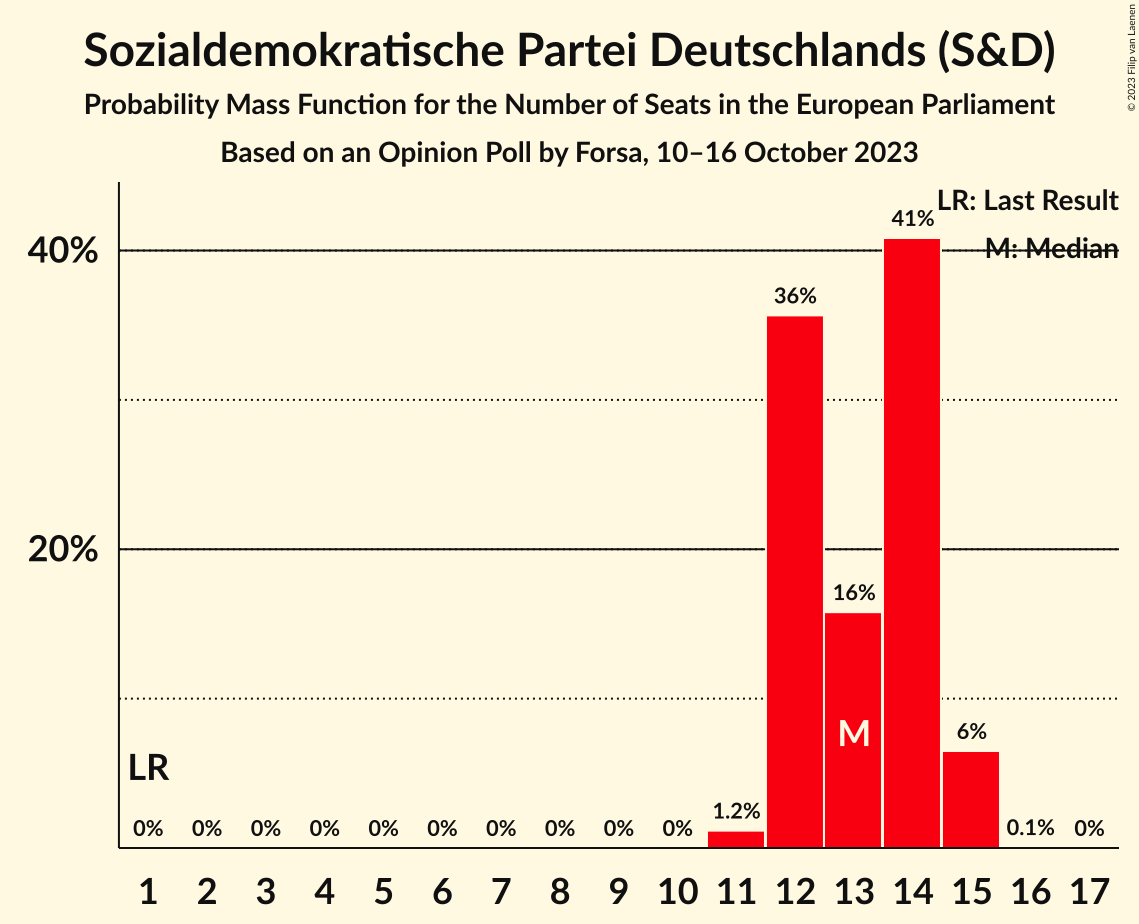 Sozialdemokratische Partei Deutschlands (S&D)
Probability Mass Function for the Number of Seats in the European Parliament
Based on an Opinion Poll by Forsa, 10–16 October 2023
© 2023 Filip van Laenen
LR: Last Result
M: Median
40%
20%
41%
36%
16%
M
6%
LR
0% 0% 0% 0% 0% 0% 0% 0% 0% 0% 1.2% 0.1% 0%
1 2 3 4 5 6 7 8 9 10 11 12 13 14 15 16 17